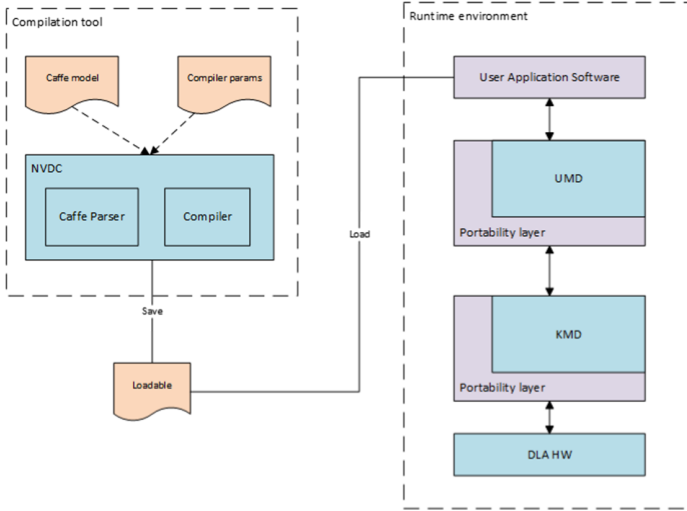 Compilation tool
Caffe model
Compiler params
NVDC
Caffe Parser
Compiler
Save
Loadable
Load
Runtime environment
User Application Software
UMD
Portability layer
KMD
Portability layer
DLA HW